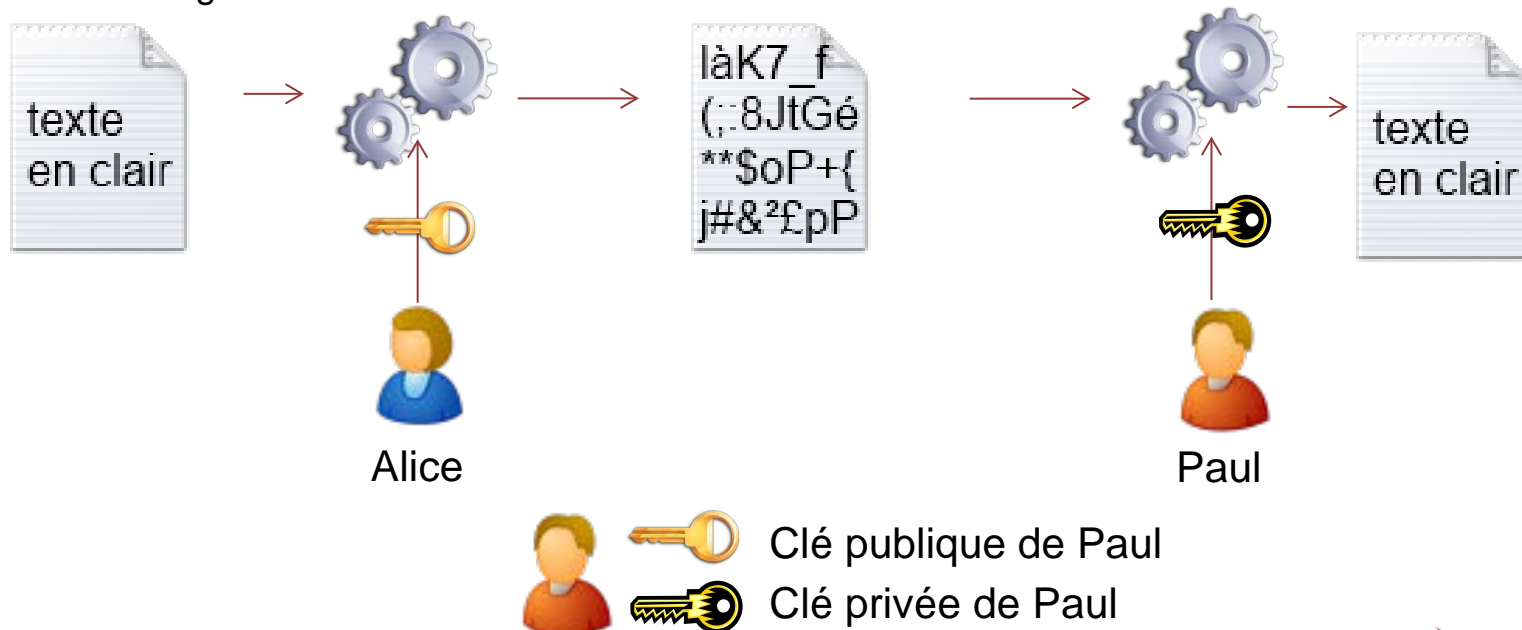 texte
en clair
làK7_f
(;:8JtGé
**$oP+{
j#&²£pP
texte
en clair
Alice
Paul
Clé publique de Paul
Clé privée de Paul